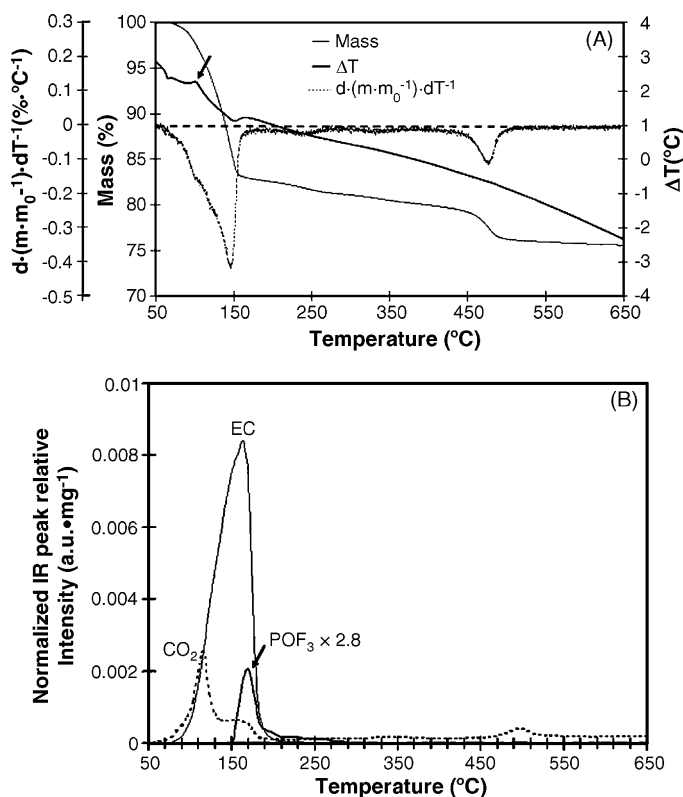 (A)
Mass
ΔT
d·(m·m₀⁻¹)·dT⁻¹
d·(m·m₀⁻¹)·dT⁻¹(%·ºC⁻¹)
0.3
0.2
0.1
0
-0.1
-0.2
-0.3
-0.4
-0.5
Mass (%)
100
95
90
85
80
75
70
ΔT(ºC)
4
3
2
1
0
-1
-2
-3
-4
50 150 250 350 450 550 650
Temperature (ºC)
(B)
Normalized IR peak relative
Intensity (a.u.•mg⁻¹)
0.01
0.008
0.006
0.004
0.002
0
EC
CO₂
POF₃ × 2.8
50 150 250 350 450 550 650
Temperature (ºC)